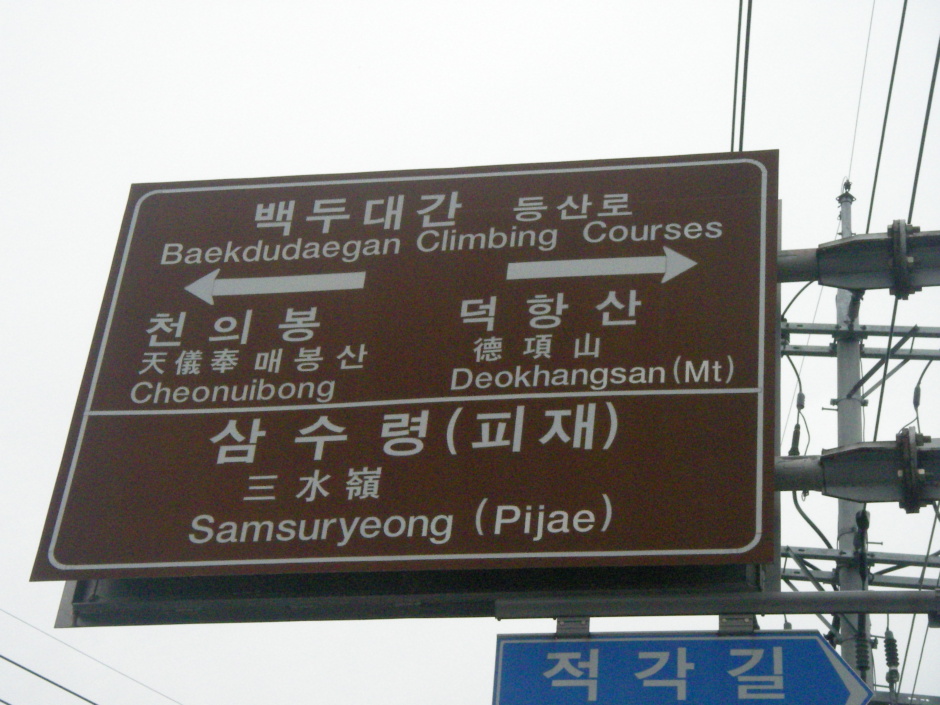 백두대간 등산로
Baekdudaegan Climbing Courses
천의봉
天儀奉매봉산
Cheonuibong
덕항산
德項山
Deokhangsan(Mt)
삼수령(피재)
三水嶺
Samsuryeong (Pijae)
적각길